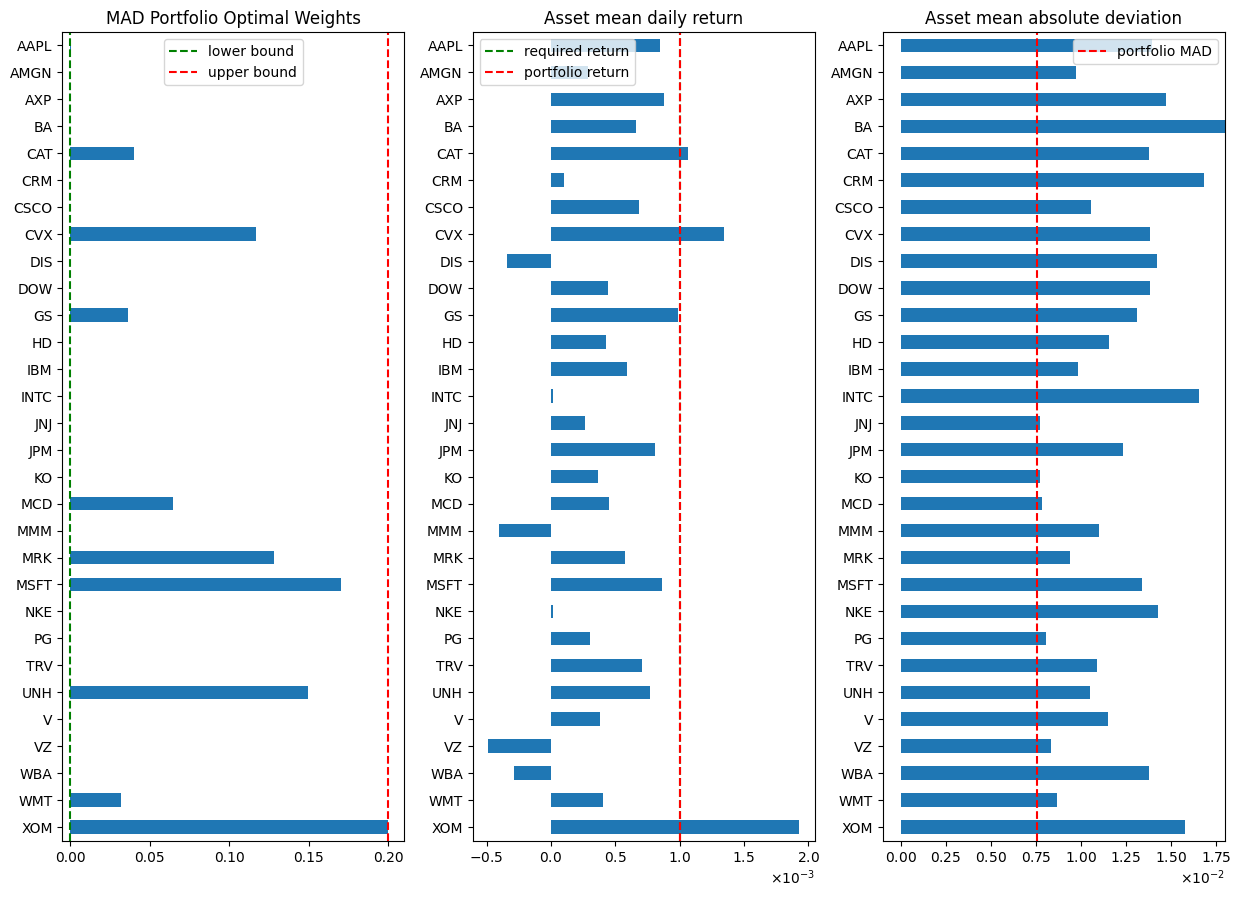 MAD Portfolio Optimal Weights
lower bound
upper bound
AAPL
AMGN
AXP
BA
CAT
CRM
CSCO
CVX
DIS
DOW
GS
HD
IBM
INTC
JNJ
JPM
KO
MCD
MMM
MRK
MSFT
NKE
PG
TRV
UNH
V
VZ
WBA
WMT
XOM
0.00 0.05 0.10 0.15 0.20
Asset mean daily return
required return
portfolio return
AAPL
AMGN
AXP
BA
CAT
CRM
CSCO
CVX
DIS
DOW
GS
HD
IBM
INTC
JNJ
JPM
KO
MCD
MMM
MRK
MSFT
NKE
PG
TRV
UNH
V
VZ
WBA
WMT
XOM
−0.5 0.0 0.5 1.0 1.5 2.0
×10⁻³
Asset mean absolute deviation
portfolio MAD
AAPL
AMGN
AXP
BA
CAT
CRM
CSCO
CVX
DIS
DOW
GS
HD
IBM
INTC
JNJ
JPM
KO
MCD
MMM
MRK
MSFT
NKE
PG
TRV
UNH
V
VZ
WBA
WMT
XOM
0.00 0.25 0.50 0.75 1.00 1.25 1.50 1.75
×10⁻²